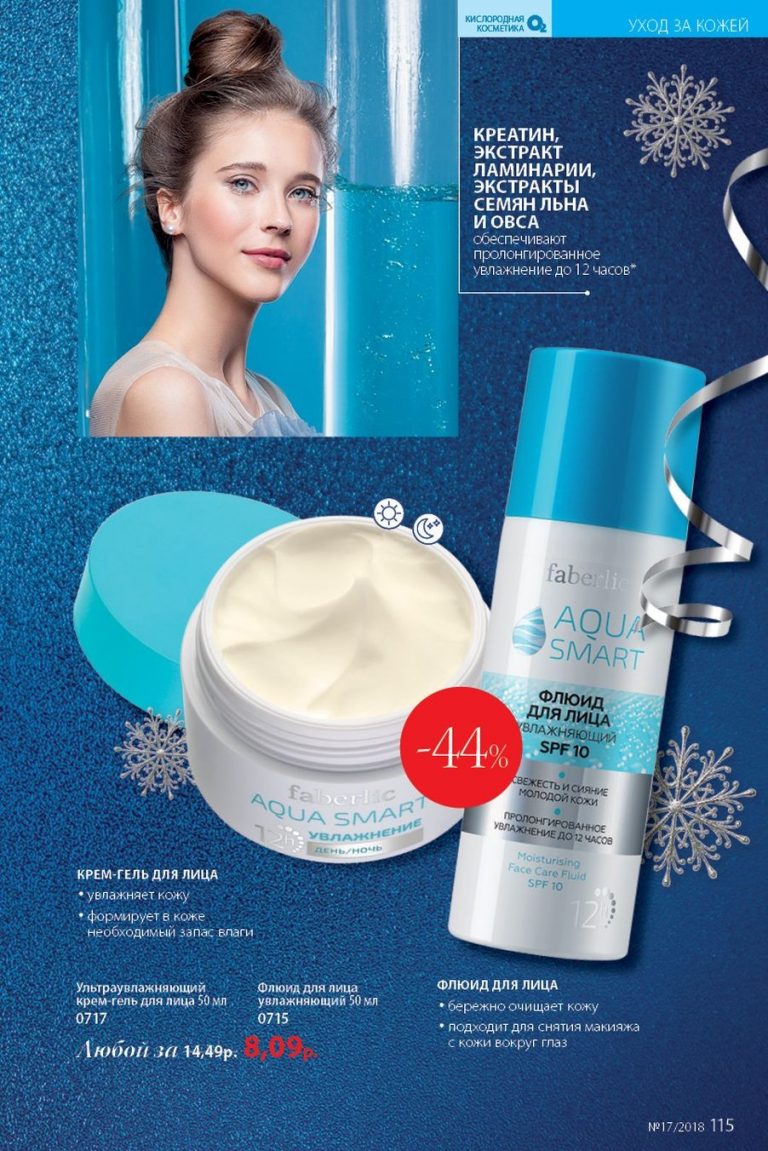 КИСЛОРОДНАЯ
КОСМЕТИКА O2
УХОД ЗА КОЖЕЙ
КРЕАТИН,
ЭКСТРАКТ
ЛАМИНАРИИ,
ЭКСТРАКТЫ
СЕМЯН ЛЬНА
И ОВСА
обеспечивают
пролонгированное
увлажнение до 12 часов*
faberlic
AQUA
SMART
ФЛЮИД
ДЛЯ ЛИЦА
УВЛАЖНЯЮЩИЙ
SPF 10
СВЕЖЕСТЬ И СИЯНИЕ
МОЛОДОЙ КОЖИ
ПРОЛОНГИРОВАННОЕ
УВЛАЖНЕНИЕ ДО 12 ЧАСОВ
Moisturising
Face Care Fluid
SPF 10
12h
-44%
faberlic
AQUA SMART
12h УВЛАЖНЕНИЕ
ДЕНЬ/НОЧЬ
КРЕМ-ГЕЛЬ ДЛЯ ЛИЦА
• увлажняет кожу
• формирует в коже
необходимый запас влаги
Ультраувлажняющий
крем-гель для лица 50 мл
0717
Флюид для лица
увлажняющий 50 мл
0715
Любой за 14,49р. 8,09р.
ФЛЮИД ДЛЯ ЛИЦА
• бережно очищает кожу
• подходит для снятия макияжа
с кожи вокруг глаз
№17/2018 115